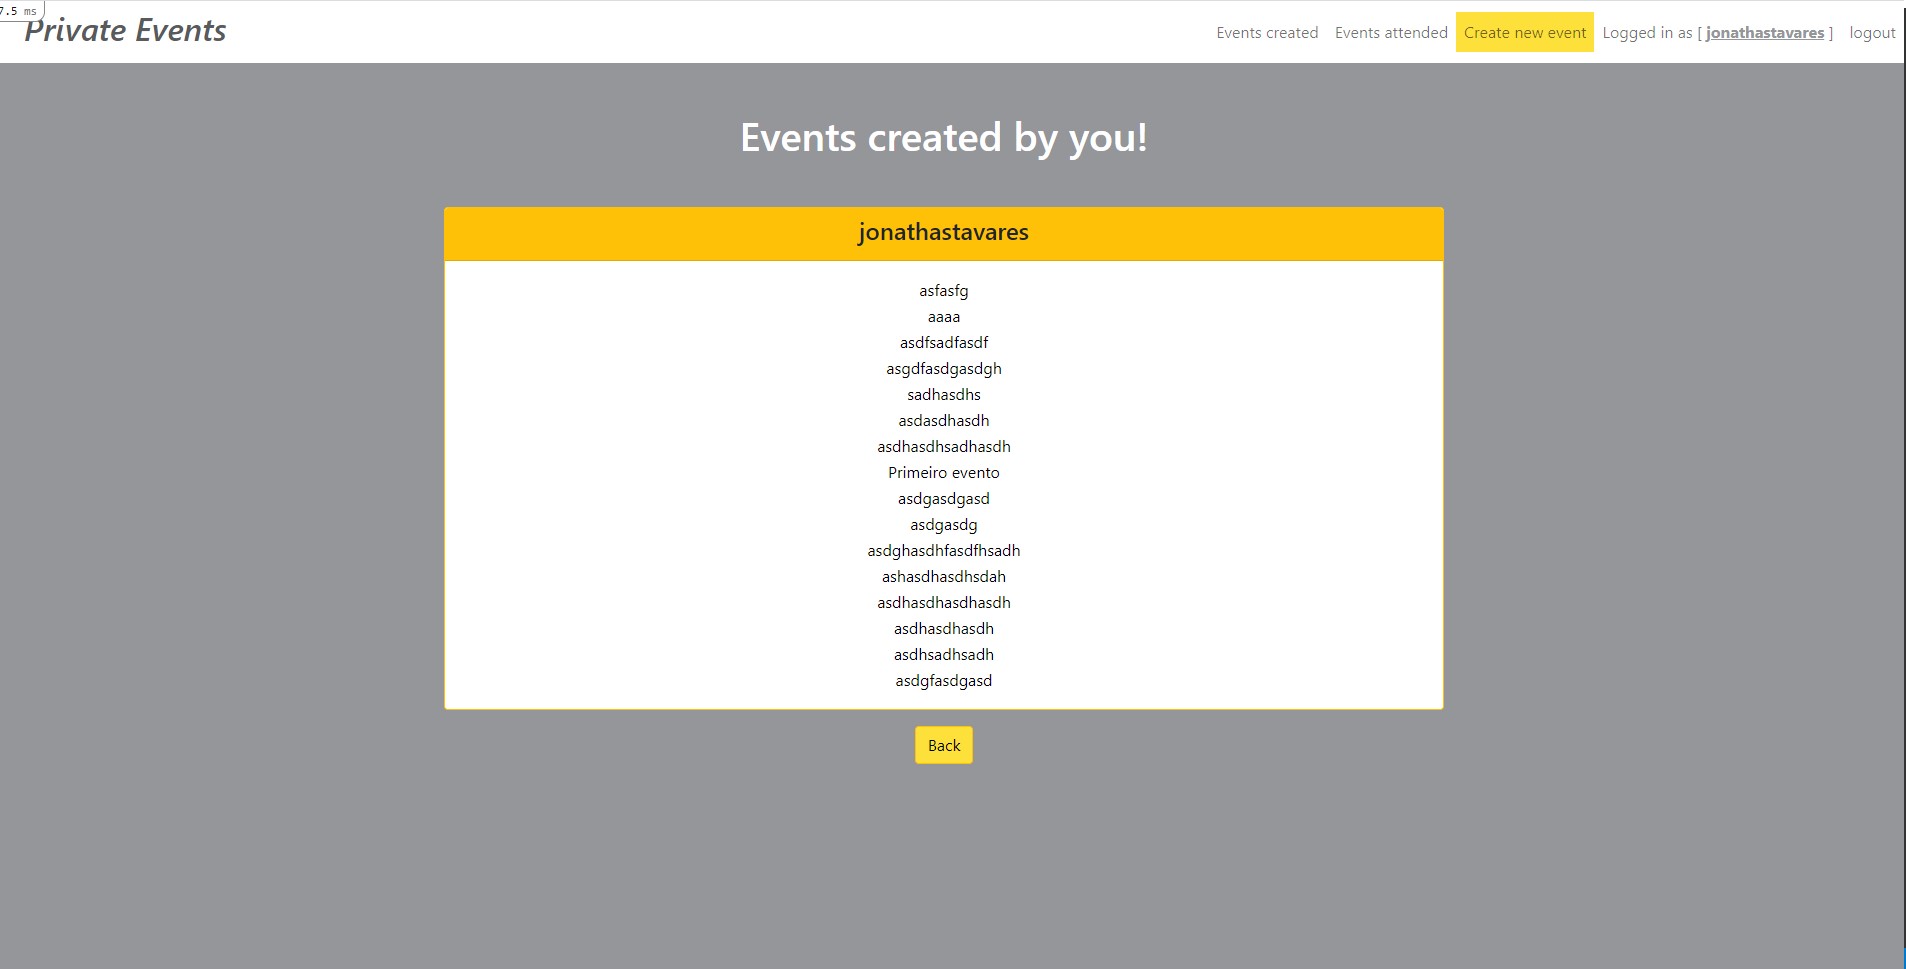 7.5 ms
Private Events
Events created Events attended Create new event Logged in as [ jonathastavares ] logout
Events created by you!
jonathastavares
asfasfg
aaaa
asdfsadfasdf
asgdfasdgasdgh
sadhasdhs
asdasdhasdh
asdhasdhsadhasdh
Primeiro evento
asdgasdgasd
asdgasdg
asdghasdhfasdfhsadh
ashasdhasdhsdah
asdhasdhasdhasdh
asdhasdhasdh
asdhsadhsadh
asdgfasdgasd
Back